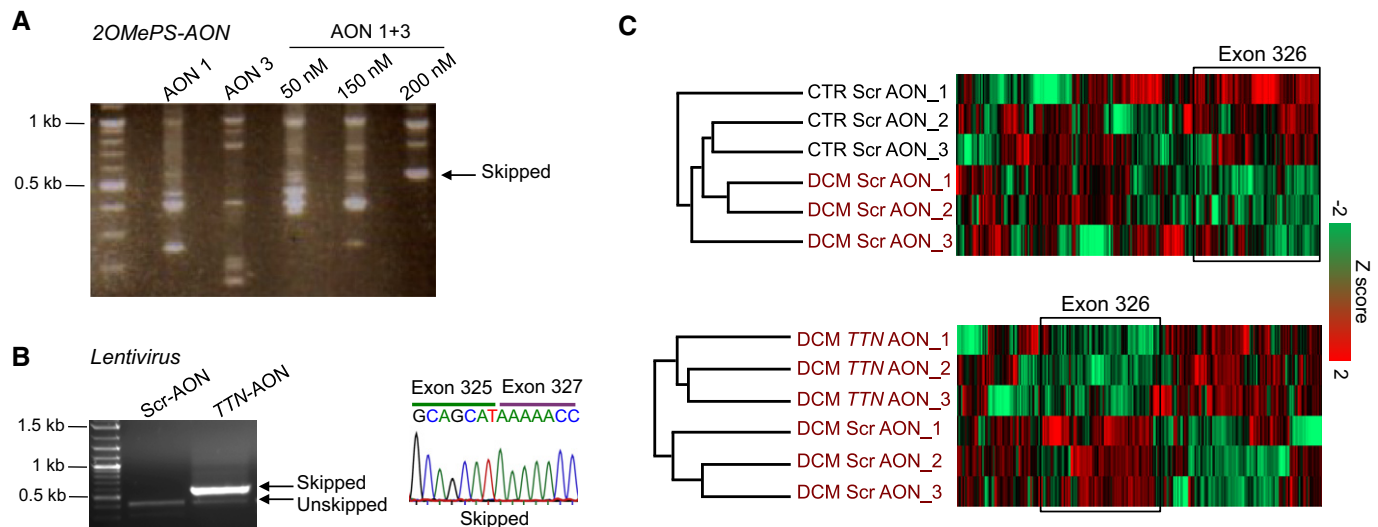 A
2OMePS-AON
AON 1+3
AON 1
AON 3
50 nM
150 nM
200 nM
1 kb
0.5 kb
Skipped
B
Lentivirus
Scr-AON
TTN-AON
1.5 kb
1 kb
0.5 kb
Skipped
Unskipped
Exon 325 Exon 327
GCAGCATAAAAACC
Skipped
C
Exon 326
CTR Scr AON_1
CTR Scr AON_2
CTR Scr AON_3
DCM Scr AON_1
DCM Scr AON_2
DCM Scr AON_3
Exon 326
DCM TTN AON_1
DCM TTN AON_2
DCM TTN AON_3
DCM Scr AON_1
DCM Scr AON_2
DCM Scr AON_3
-2
Z score
2